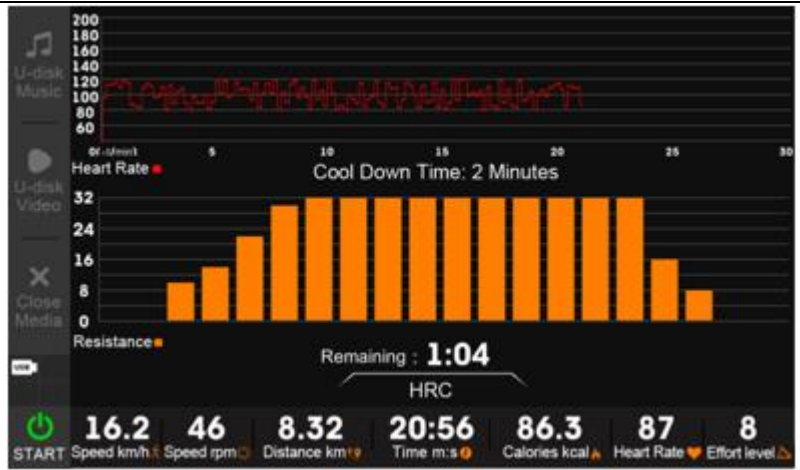 200
180
160
140
120
100
80
60
U-disk
Music
5 10 15 20 25 30
Heart Rate
Cool Down Time: 2 Minutes
U-disk
Video
32
24
16
8
0
Close
Media
Resistance
Remaining : 1:04
HRC
16.2 46 8.32 20:56 86.3 87 8
START Speed km/h Speed rpm Distance km Time m:s Calories kcal Heart Rate Effort level